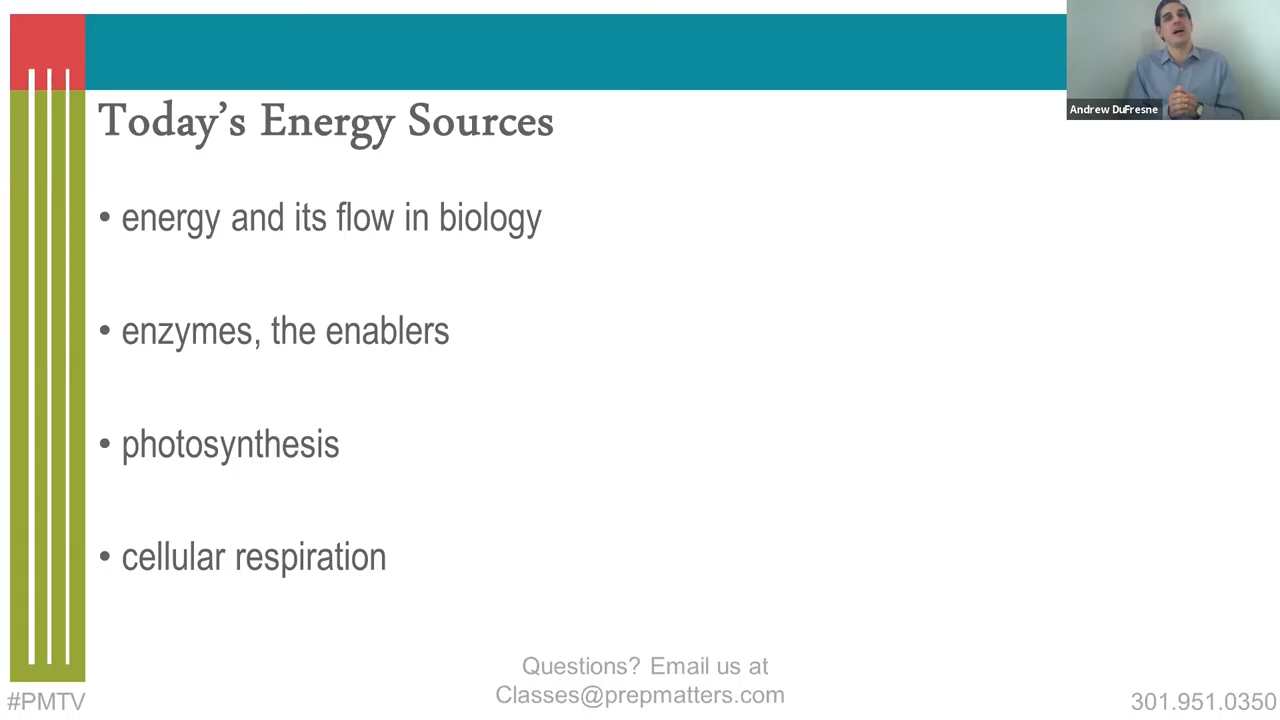 Andrew DuFresne
Today's Energy Sources
• energy and its flow in biology
• enzymes, the enablers
• photosynthesis
• cellular respiration
Questions? Email us at
Classes@prepmatters.com
#PMTV
301.951.0350